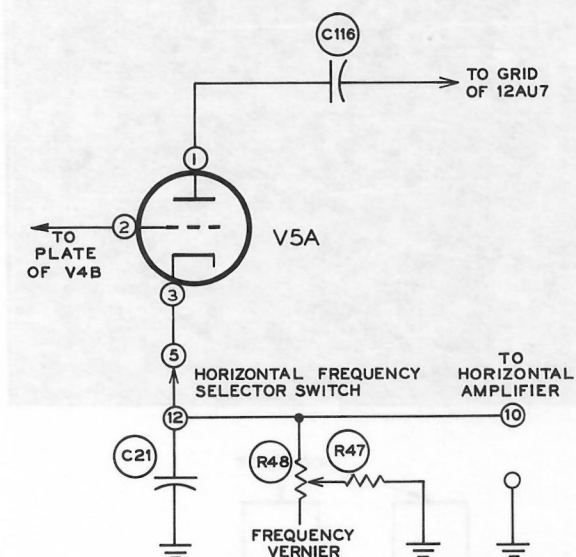 C116
TO GRID
OF 12AU7
1
2
V5A
TO
PLATE
OF V4B
3
5
HORIZONTAL FREQUENCY
SELECTOR SWITCH
TO
HORIZONTAL
AMPLIFIER
12
10
C21
R48
R47
FREQUENCY
VERNIER